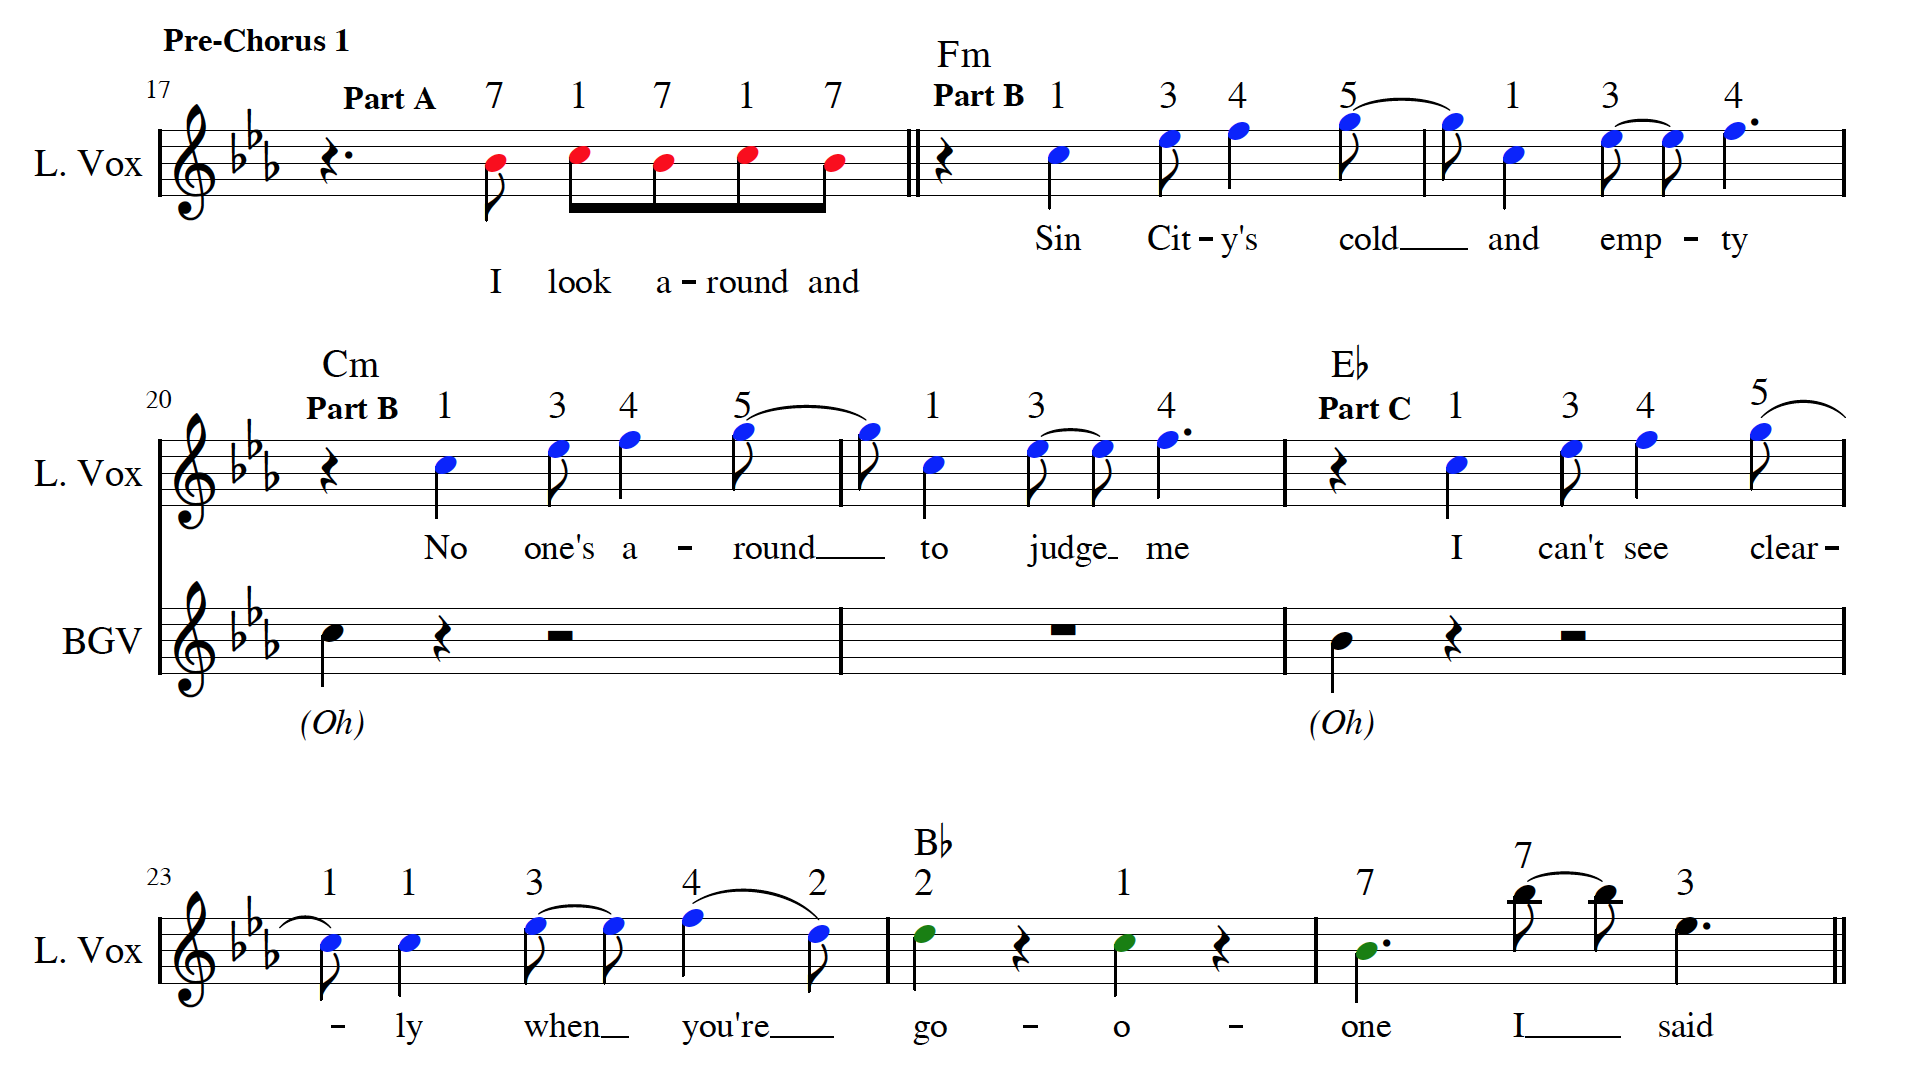 Pre-Chorus 1
Fm
17 Part A 7 1 7 1 7 Part B 1 3 4 5 1 3 4
L. Vox
Sin Cit-y's cold and emp-ty
I look a-round and
Cm E♭
20 Part B 1 3 4 5 1 3 4 Part C 1 3 4 5
L. Vox
No one's a-round to judge me I can't see clear-
BGV
(Oh) (Oh)
B♭ 7
23 1 1 3 4 2 2 1 7 3
L. Vox
-ly when you're go-o-one I said